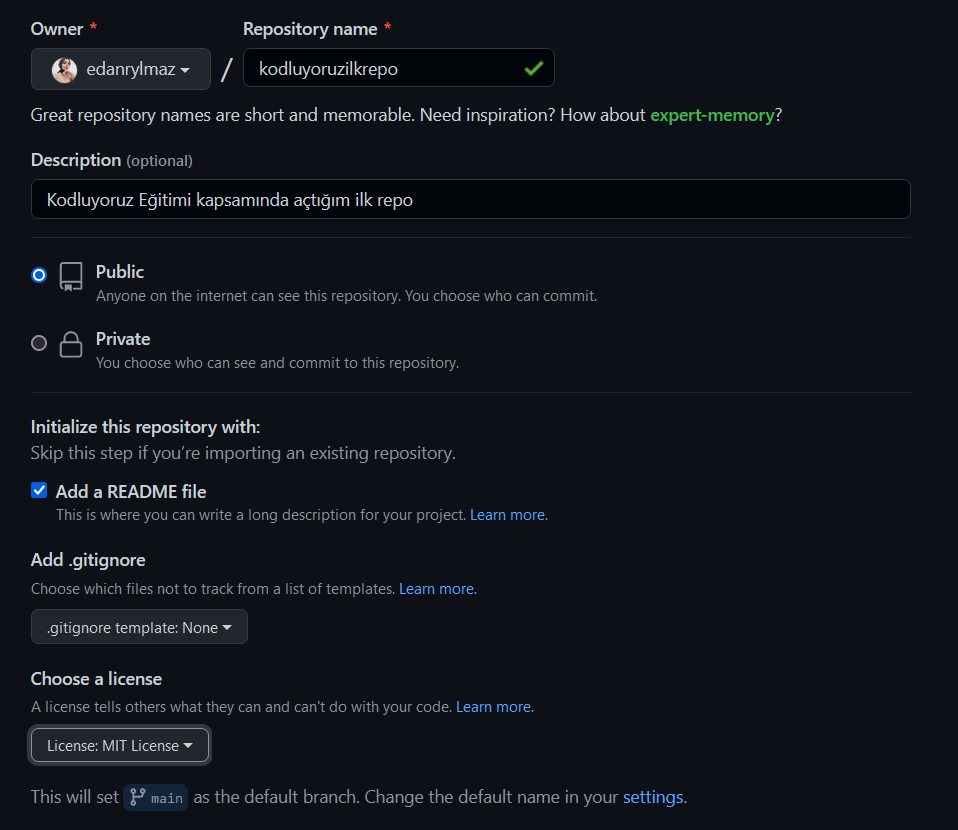 Owner * Repository name *
edanrylmaz / kodluyoruzilkrepo
Great repository names are short and memorable. Need inspiration? How about expert-memory?
Description (optional)
Kodluyoruz Eğitimi kapsamında açtığım ilk repo
Public
Anyone on the internet can see this repository. You choose who can commit.
Private
You choose who can see and commit to this repository.
Initialize this repository with:
Skip this step if you're importing an existing repository.
Add a README file
This is where you can write a long description for your project. Learn more.
Add .gitignore
Choose which files not to track from a list of templates. Learn more.
.gitignore template: None
Choose a license
A license tells others what they can and can't do with your code. Learn more.
License: MIT License
This will set main as the default branch. Change the default name in your settings.